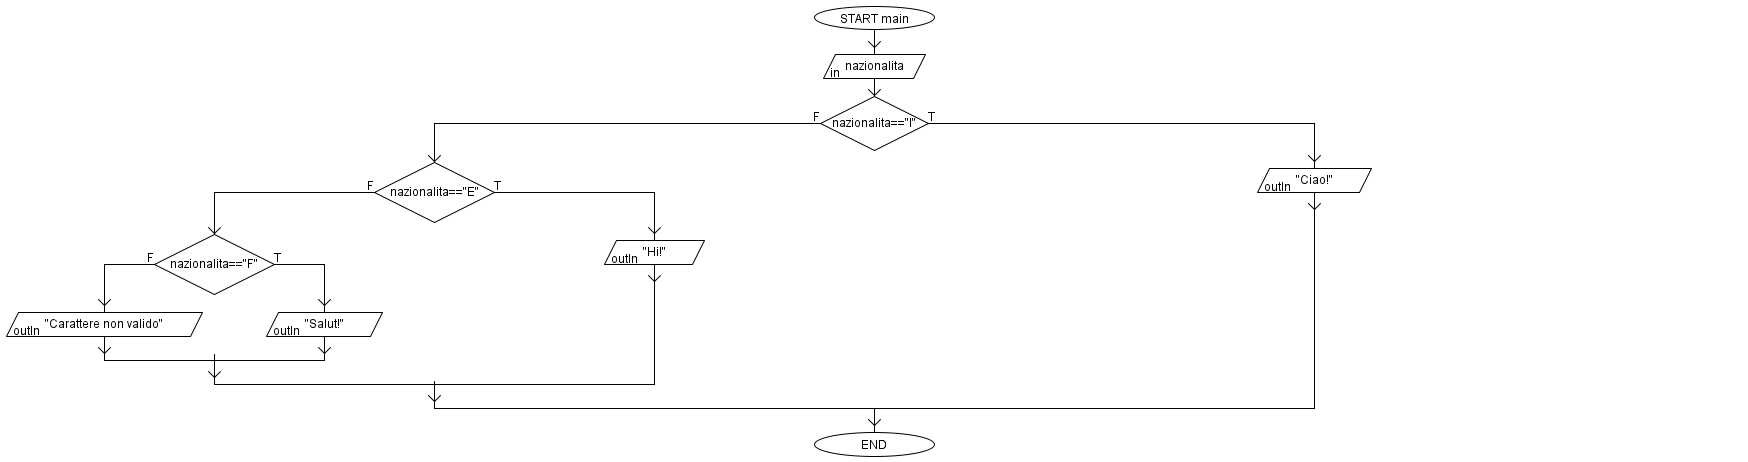 START main
nazionalita
in
F
nazionalita=="I"
T
F
nazionalita=="E"
T
"Ciao!"
outln
F
nazionalita=="F"
T
"Hi!"
outln
"Carattere non valido"
outln
"Salut!"
outln
END